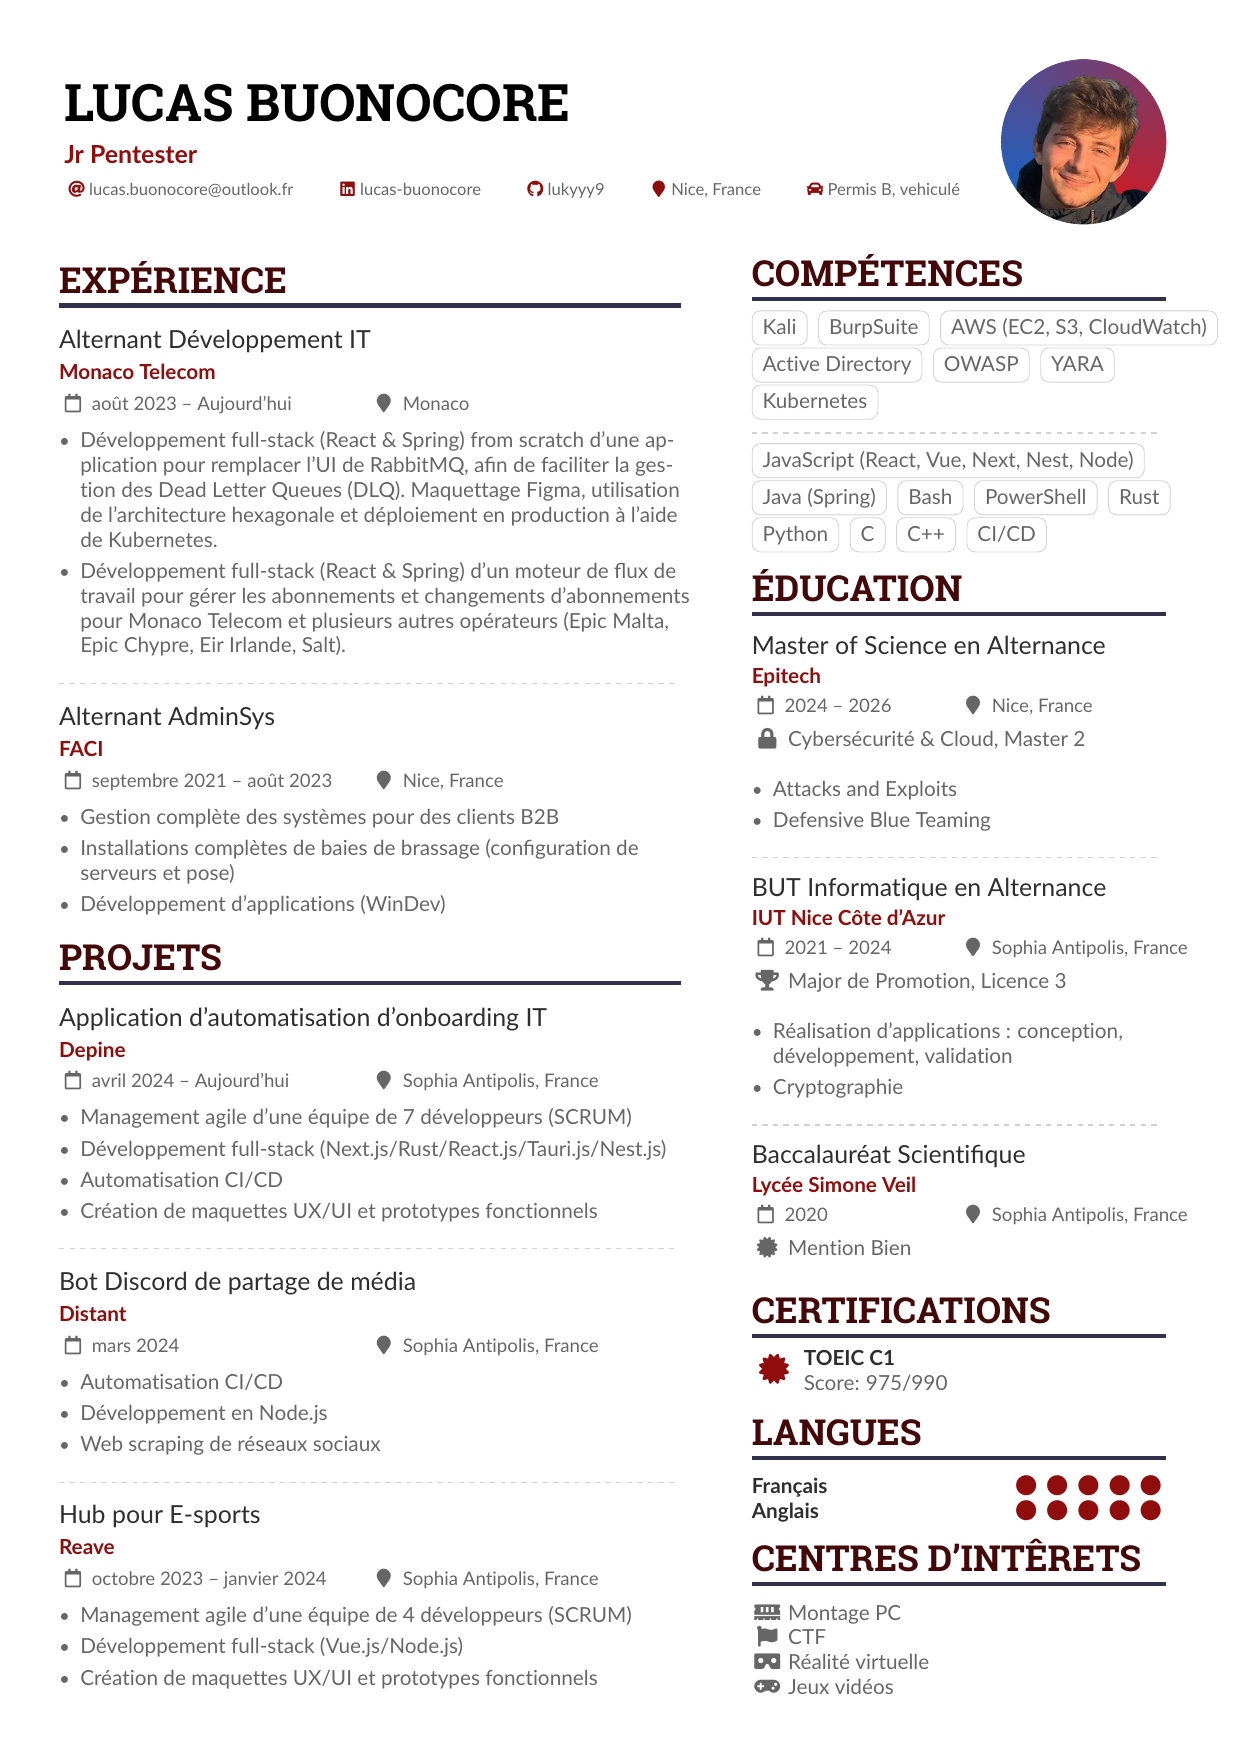 LUCAS BUONOCORE
Jr Pentester
lucas.buonocore@outlook.fr lucas-buonocore lukyyy9 Nice, France Permis B, vehiculé
EXPÉRIENCE
Alternant Développement IT
Monaco Telecom
août 2023 – Aujourd’hui Monaco
• Développement full-stack (React & Spring) from scratch d’une ap-
plication pour remplacer l’UI de RabbitMQ, afin de faciliter la ges-
tion des Dead Letter Queues (DLQ). Maquettage Figma, utilisation
de l’architecture hexagonale et déploiement en production à l’aide
de Kubernetes.
• Développement full-stack (React & Spring) d’un moteur de flux de
travail pour gérer les abonnements et changements d’abonnements
pour Monaco Telecom et plusieurs autres opérateurs (Epic Malta,
Epic Chypre, Eir Irlande, Salt).
Alternant AdminSys
FACI
septembre 2021 – août 2023 Nice, France
• Gestion complète des systèmes pour des clients B2B
• Installations complètes de baies de brassage (configuration de
serveurs et pose)
• Développement d’applications (WinDev)
PROJETS
Application d’automatisation d’onboarding IT
Depine
avril 2024 – Aujourd’hui Sophia Antipolis, France
• Management agile d’une équipe de 7 développeurs (SCRUM)
• Développement full-stack (Next.js/Rust/React.js/Tauri.js/Nest.js)
• Automatisation CI/CD
• Création de maquettes UX/UI et prototypes fonctionnels
Bot Discord de partage de média
Distant
mars 2024 Sophia Antipolis, France
• Automatisation CI/CD
• Développement en Node.js
• Web scraping de réseaux sociaux
Hub pour E-sports
Reave
octobre 2023 – janvier 2024 Sophia Antipolis, France
• Management agile d’une équipe de 4 développeurs (SCRUM)
• Développement full-stack (Vue.js/Node.js)
• Création de maquettes UX/UI et prototypes fonctionnels
COMPÉTENCES
Kali BurpSuite AWS (EC2, S3, CloudWatch)
Active Directory OWASP YARA
Kubernetes
JavaScript (React, Vue, Next, Nest, Node)
Java (Spring) Bash PowerShell Rust
Python C C++ CI/CD
ÉDUCATION
Master of Science en Alternance
Epitech
2024 – 2026 Nice, France
Cybersécurité & Cloud, Master 2
• Attacks and Exploits
• Defensive Blue Teaming
BUT Informatique en Alternance
IUT Nice Côte d’Azur
2021 – 2024 Sophia Antipolis, France
Major de Promotion, Licence 3
• Réalisation d’applications : conception,
développement, validation
• Cryptographie
Baccalauréat Scientifique
Lycée Simone Veil
2020 Sophia Antipolis, France
Mention Bien
CERTIFICATIONS
TOEIC C1
Score: 975/990
LANGUES
Français
Anglais
CENTRES D’INTÊRETS
Montage PC
CTF
Réalité virtuelle
Jeux vidéos